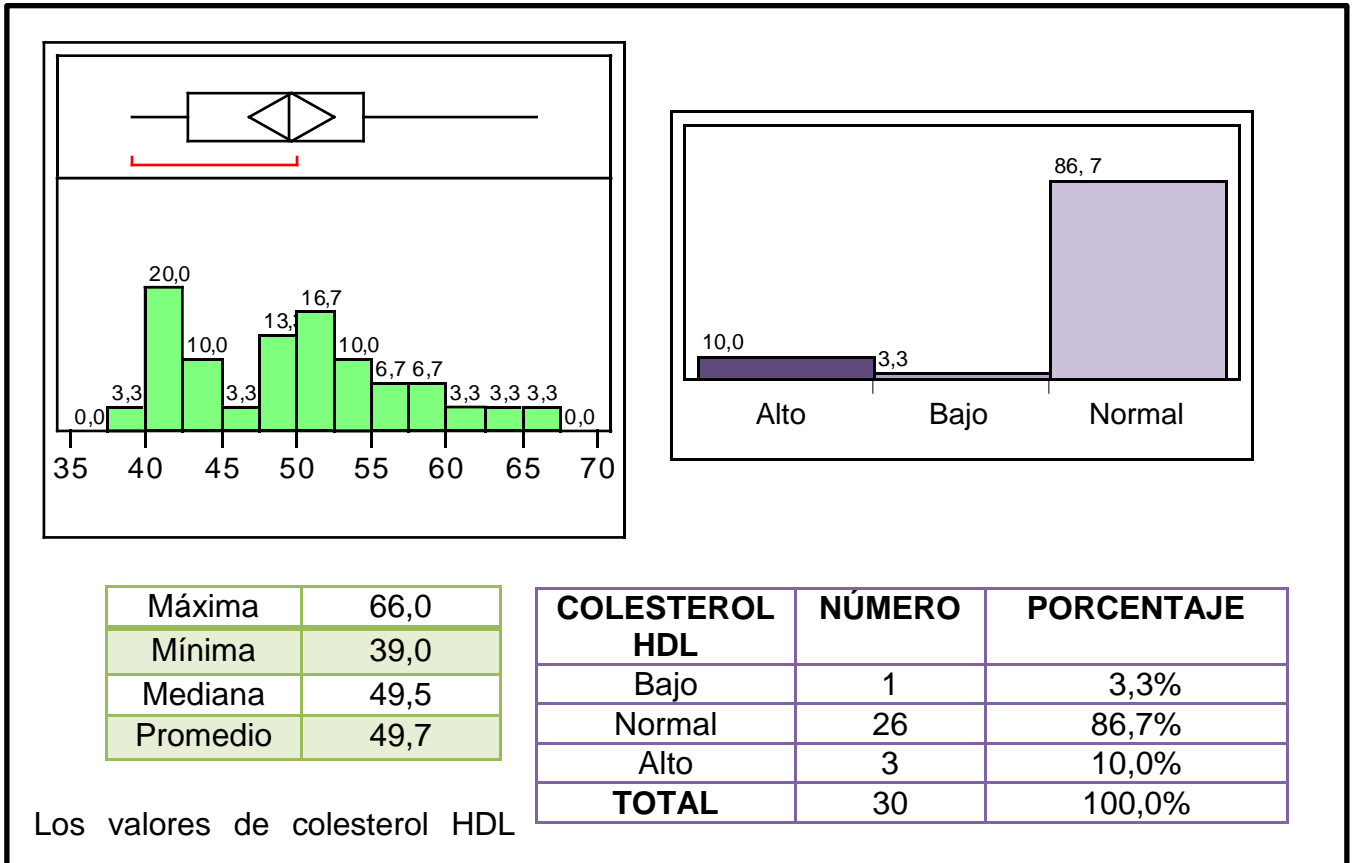 20,0
16,7
13,3
10,0
10,0
6,7 6,7
3,3
3,3
3,3 3,3 3,3
0,0
0,0
35 40 45 50 55 60 65 70
86, 7
10,0
3,3
Alto Bajo Normal
Máxima 66,0
Mínima 39,0
Mediana 49,5
Promedio 49,7
COLESTEROL HDL NÚMERO PORCENTAJE
Bajo 1 3,3%
Normal 26 86,7%
Alto 3 10,0%
TOTAL 30 100,0%
Los valores de colesterol HDL